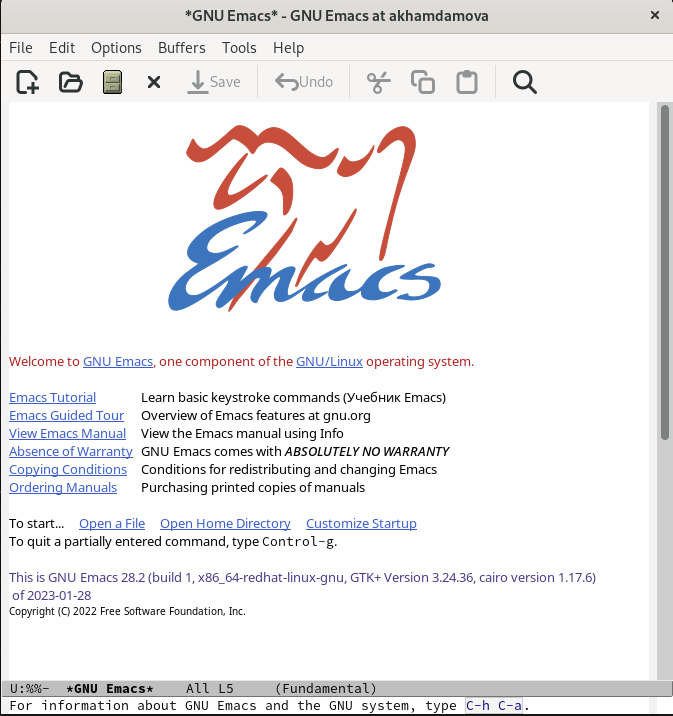 *GNU Emacs* - GNU Emacs at akhamdamova
File Edit Options Buffers Tools Help
Save Undo
Emacs
Welcome to GNU Emacs, one component of the GNU/Linux operating system.
Emacs Tutorial Learn basic keystroke commands (Учебник Emacs)
Emacs Guided Tour Overview of Emacs features at gnu.org
View Emacs Manual View the Emacs manual using Info
Absence of Warranty GNU Emacs comes with ABSOLUTELY NO WARRANTY
Copying Conditions Conditions for redistributing and changing Emacs
Ordering Manuals Purchasing printed copies of manuals
To start... Open a File Open Home Directory Customize Startup
To quit a partially entered command, type Control-g.
This is GNU Emacs 28.2 (build 1, x86_64-redhat-linux-gnu, GTK+ Version 3.24.36, cairo version 1.17.6)
of 2023-01-28
Copyright (C) 2022 Free Software Foundation, Inc.
U:%%- *GNU Emacs* All L5 (Fundamental)
For information about GNU Emacs and the GNU system, type C-h C-a.